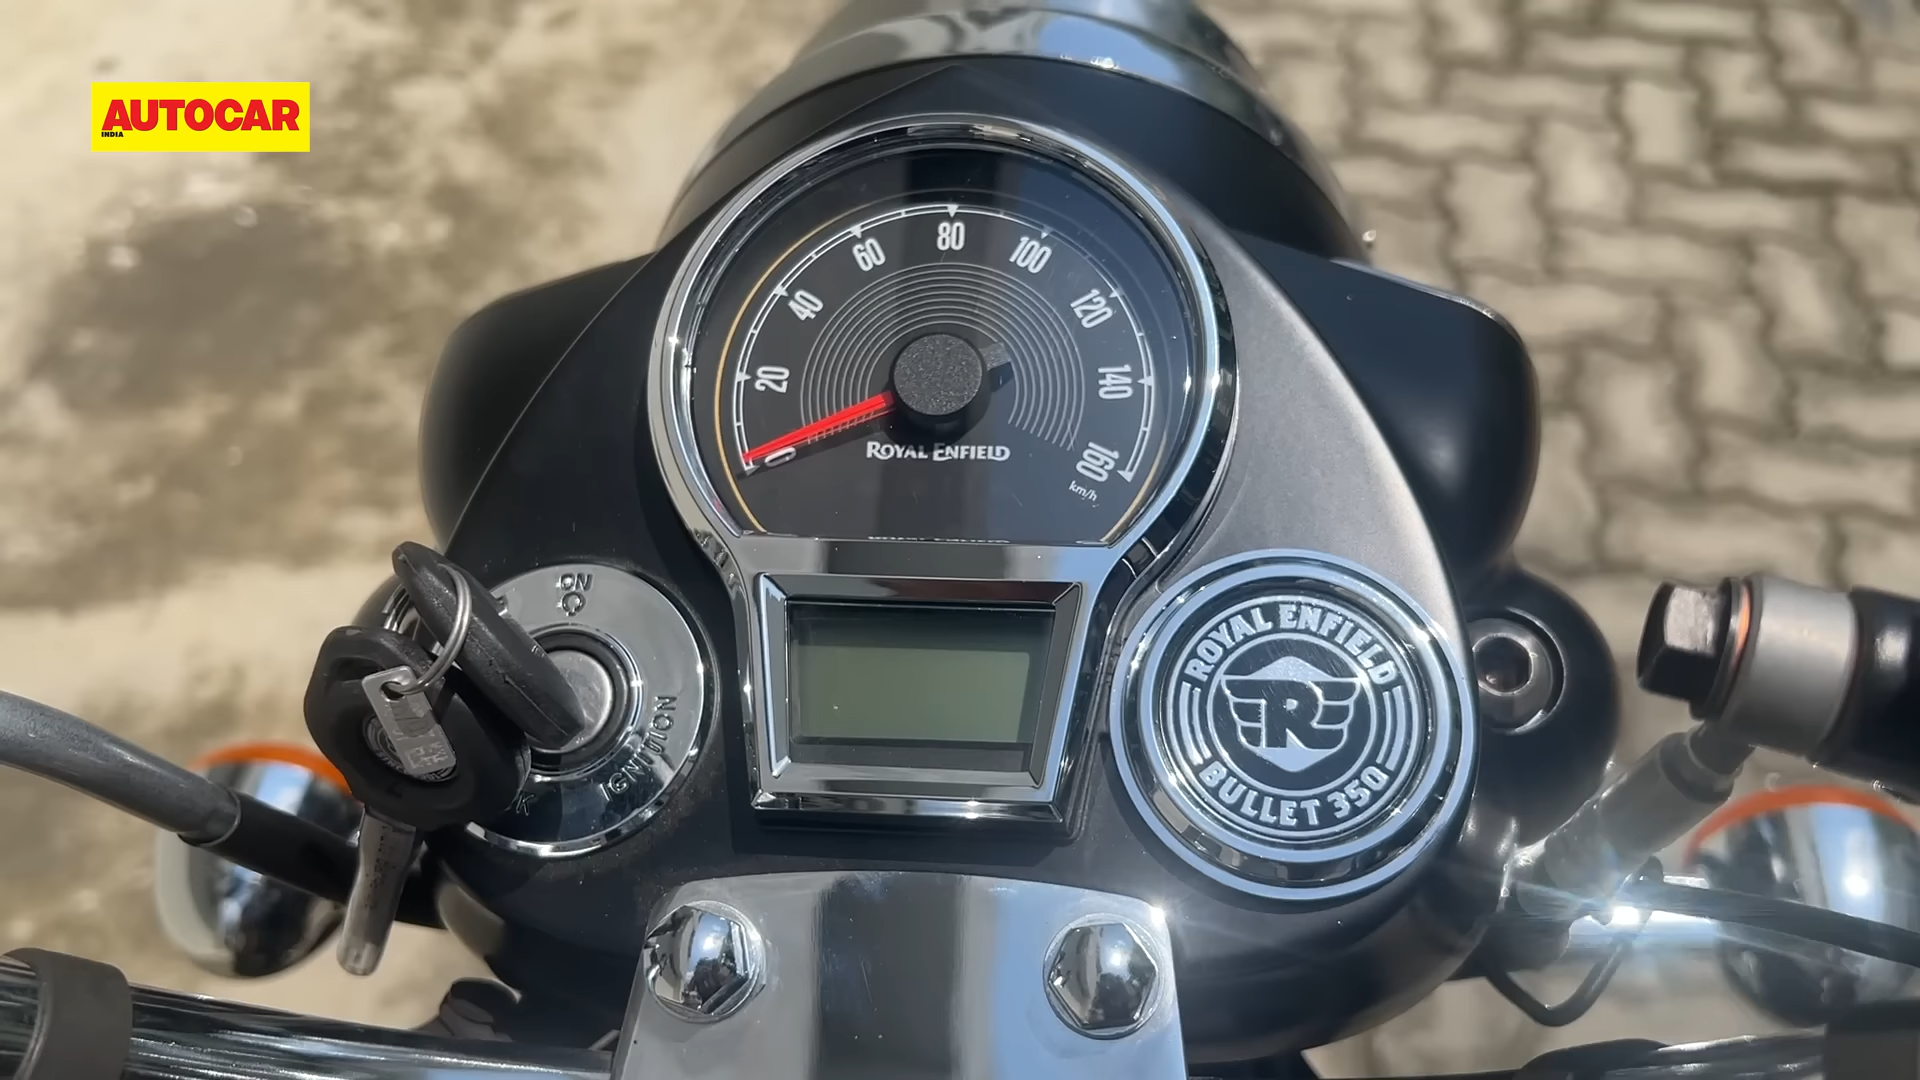 AUTOCAR
INDIA
80
60
100
40
120
20
140
0
160
km/h
ROYAL ENFIELD
ON
IGNITION
ROYAL ENFIELD
R
BULLET 350